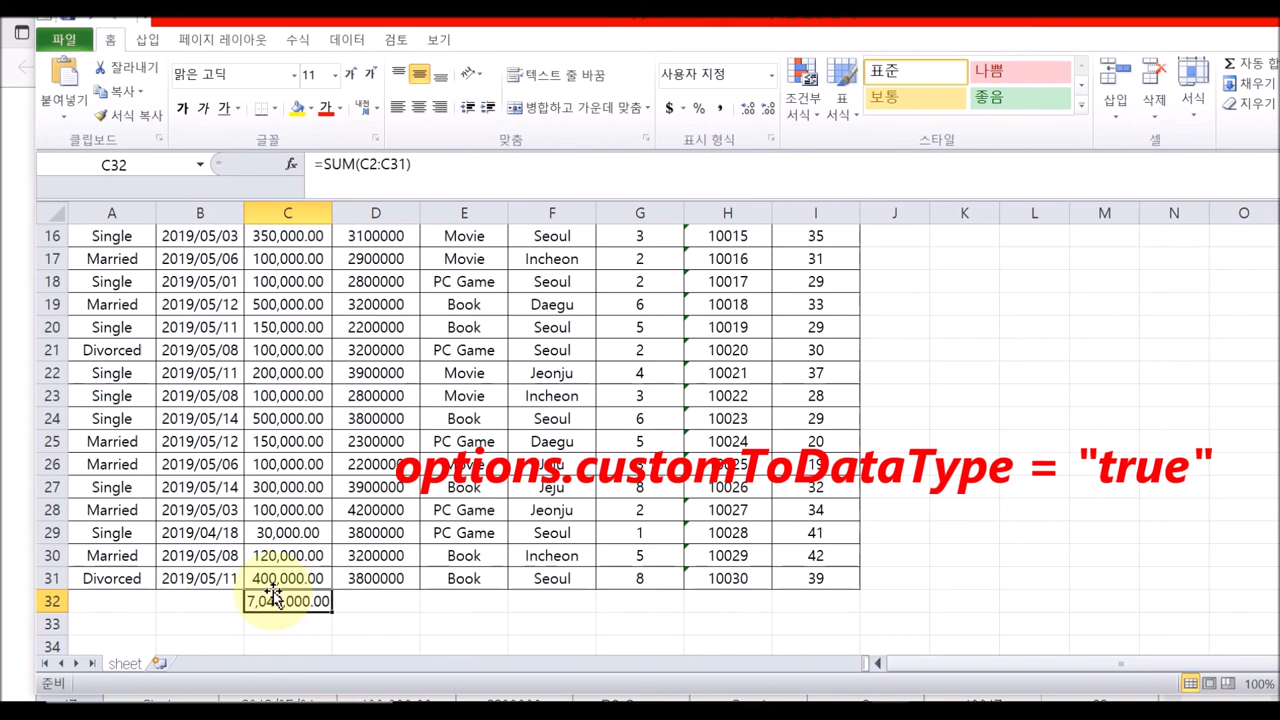 파일 홈 삽입 페이지 레이아웃 수식 데이터 검토 보기
붙여넣기 잘라내기 복사 서식 복사 클립보드
맑은 고딕 11 가 가 가 가 가 가 내천 글꼴
텍스트 줄 바꿈 병합하고 가운데 맞춤 맞춤
사용자 지정 $ % , 표시 형식
조건부 서식 표 서식 표준 나쁨 보통 좋음 스타일
삽입 삭제 서식 셀
Σ 자동 합 채우기 지우기
C32 fx =SUM(C2:C31)
A B C D E F G H I J K L M N O
16 Single 2019/05/03 350,000.00 3100000 Movie Seoul 3 10015 35
17 Married 2019/05/06 100,000.00 2900000 Movie Incheon 2 10016 31
18 Single 2019/05/01 100,000.00 2800000 PC Game Seoul 2 10017 29
19 Married 2019/05/12 500,000.00 3200000 Book Daegu 6 10018 33
20 Single 2019/05/11 150,000.00 2200000 Book Seoul 5 10019 29
21 Divorced 2019/05/08 100,000.00 3200000 PC Game Seoul 2 10020 30
22 Single 2019/05/11 200,000.00 3900000 Movie Jeonju 4 10021 37
23 Single 2019/05/08 100,000.00 2800000 Movie Incheon 3 10022 28
24 Single 2019/05/14 500,000.00 3800000 Book Seoul 6 10023 29
25 Married 2019/05/12 150,000.00 2300000 PC Game Daegu 5 10024 20
26 Married 2019/05/06 100,000.00 2200000 10025 19
options.customToDataType = "true"
27 Single 2019/05/14 300,000.00 3900000 Book Jeju 8 10026 32
28 Married 2019/05/03 100,000.00 4200000 PC Game Jeonju 2 10027 34
29 Single 2019/04/18 30,000.00 3800000 PC Game Seoul 1 10028 41
30 Married 2019/05/08 120,000.00 3200000 Book Incheon 5 10029 42
31 Divorced 2019/05/11 400,000.00 3800000 Book Seoul 8 10030 39
32
33
34
sheet
준비 100%